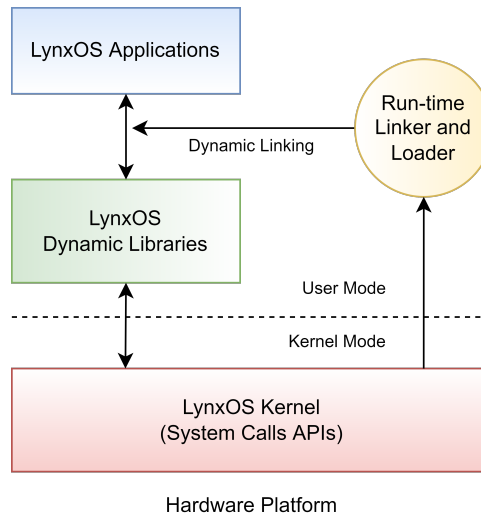 LynxOS Applications
Run-time
Linker and
Loader
Dynamic Linking
LynxOS
Dynamic Libraries
User Mode
Kernel Mode
LynxOS Kernel
(System Calls APIs)
Hardware Platform